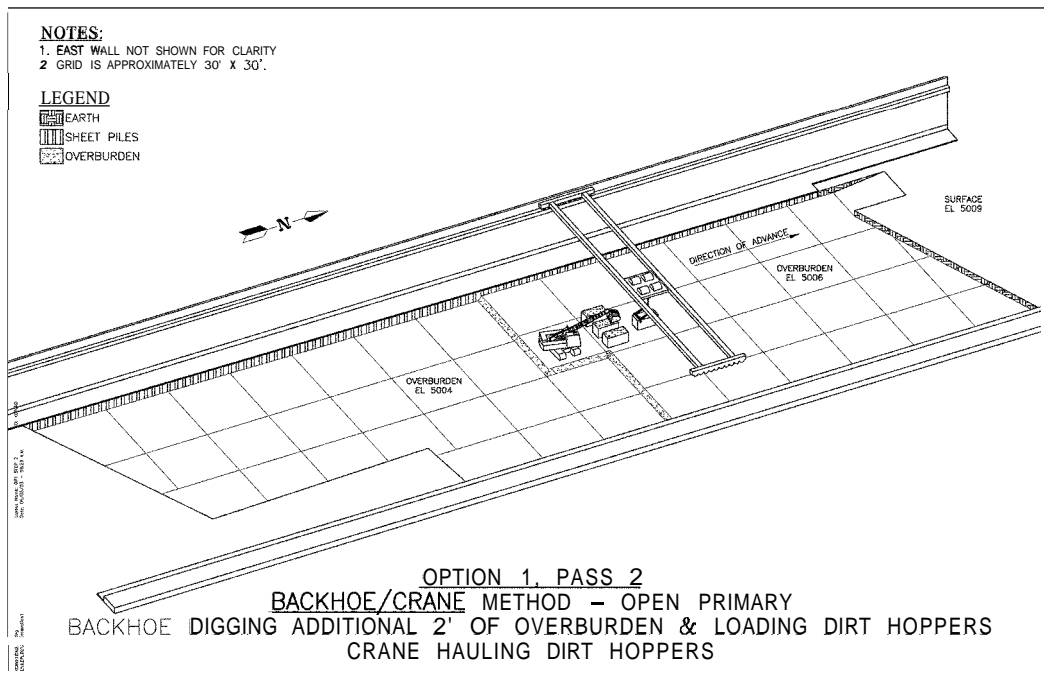 NOTES:
1. EAST WALL NOT SHOWN FOR CLARITY
2 GRID IS APPROXIMATELY 30' X 30'.
LEGEND
EARTH
SHEET PILES
OVERBURDEN
N
SURFACE
EL 5009
DIRECTION OF ADVANCE
OVERBURDEN
EL 5006
OVERBURDEN
EL 5004
OPTION 1, PASS 2
BACKHOE/CRANE METHOD – OPEN PRIMARY
BACKHOE DIGGING ADDITIONAL 2' OF OVERBURDEN & LOADING DIRT HOPPERS
CRANE HAULING DIRT HOPPERS